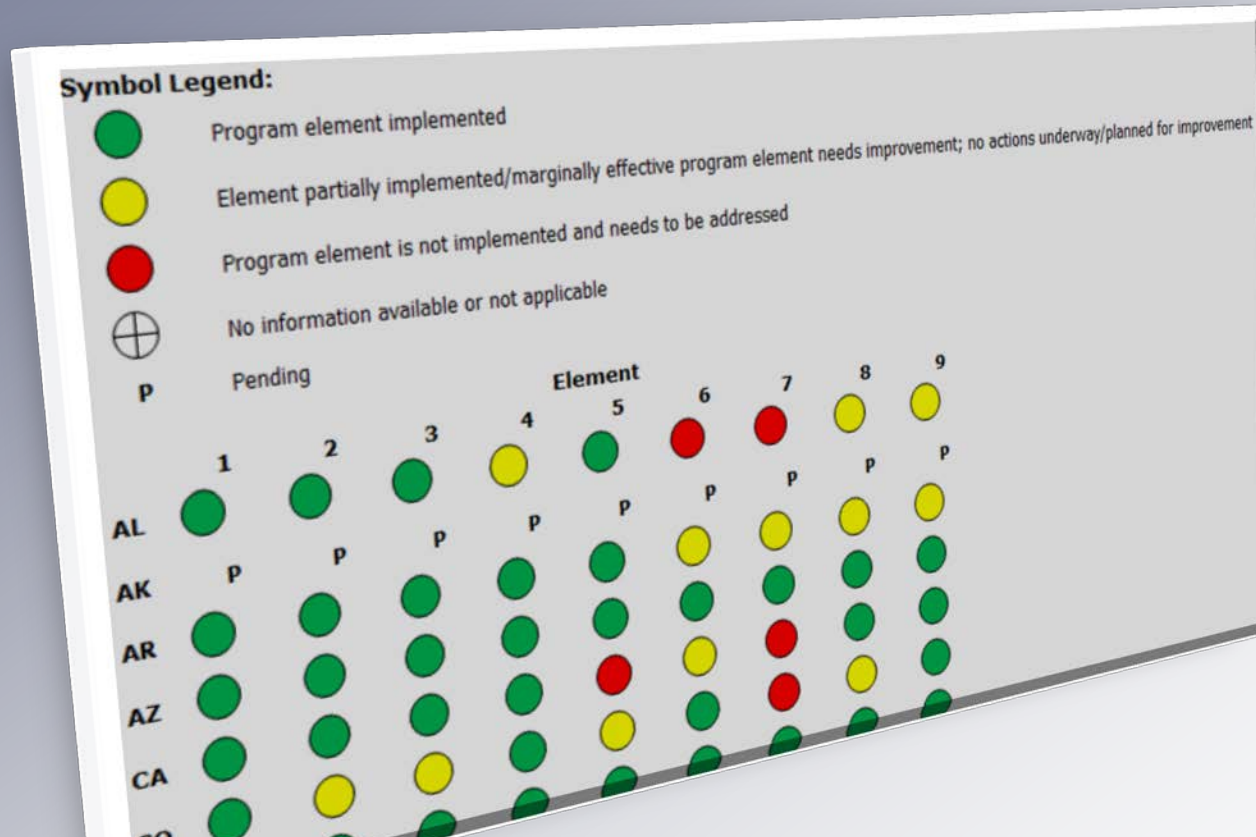 Symbol Legend:
Program element implemented
Element partially implemented/marginally effective program element needs improvement; no actions underway/planned for improvement
Program element is not implemented and needs to be addressed
No information available or not applicable
P Pending
Element
1 2 3 4 5 6 7 8 9
AL
AK P P P P P P P P P
AR
AZ
CA